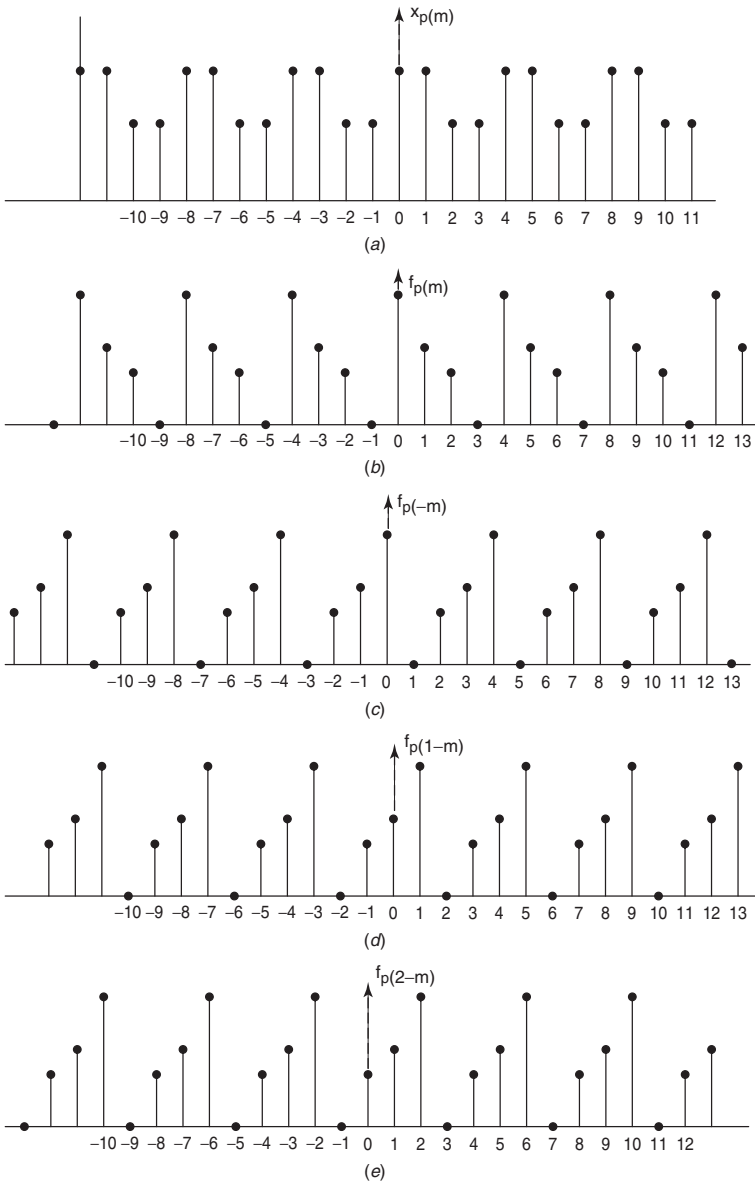 xp(m)
–10 –9 –8 –7 –6 –5 –4 –3 –2 –1 0 1 2 3 4 5 6 7 8 9 10 11
(a)
fp(m)
–10 –9 –8 –7 –6 –5 –4 –3 –2 –1 0 1 2 3 4 5 6 7 8 9 10 11 12 13
(b)
fp(–m)
–10 –9 –8 –7 –6 –5 –4 –3 –2 –1 0 1 2 3 4 5 6 7 8 9 10 11 12 13
(c)
fp(1–m)
–10 –9 –8 –7 –6 –5 –4 –3 –2 –1 0 1 2 3 4 5 6 7 8 9 10 11 12 13
(d)
fp(2–m)
–10 –9 –8 –7 –6 –5 –4 –3 –2 –1 0 1 2 3 4 5 6 7 8 9 10 11 12
(e)